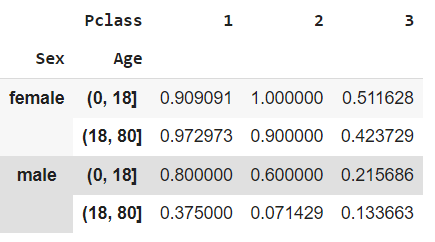 Pclass 1 2 3
Sex Age
female (0, 18] 0.909091 1.000000 0.511628
(18, 80] 0.972973 0.900000 0.423729
male (0, 18] 0.800000 0.600000 0.215686
(18, 80] 0.375000 0.071429 0.133663